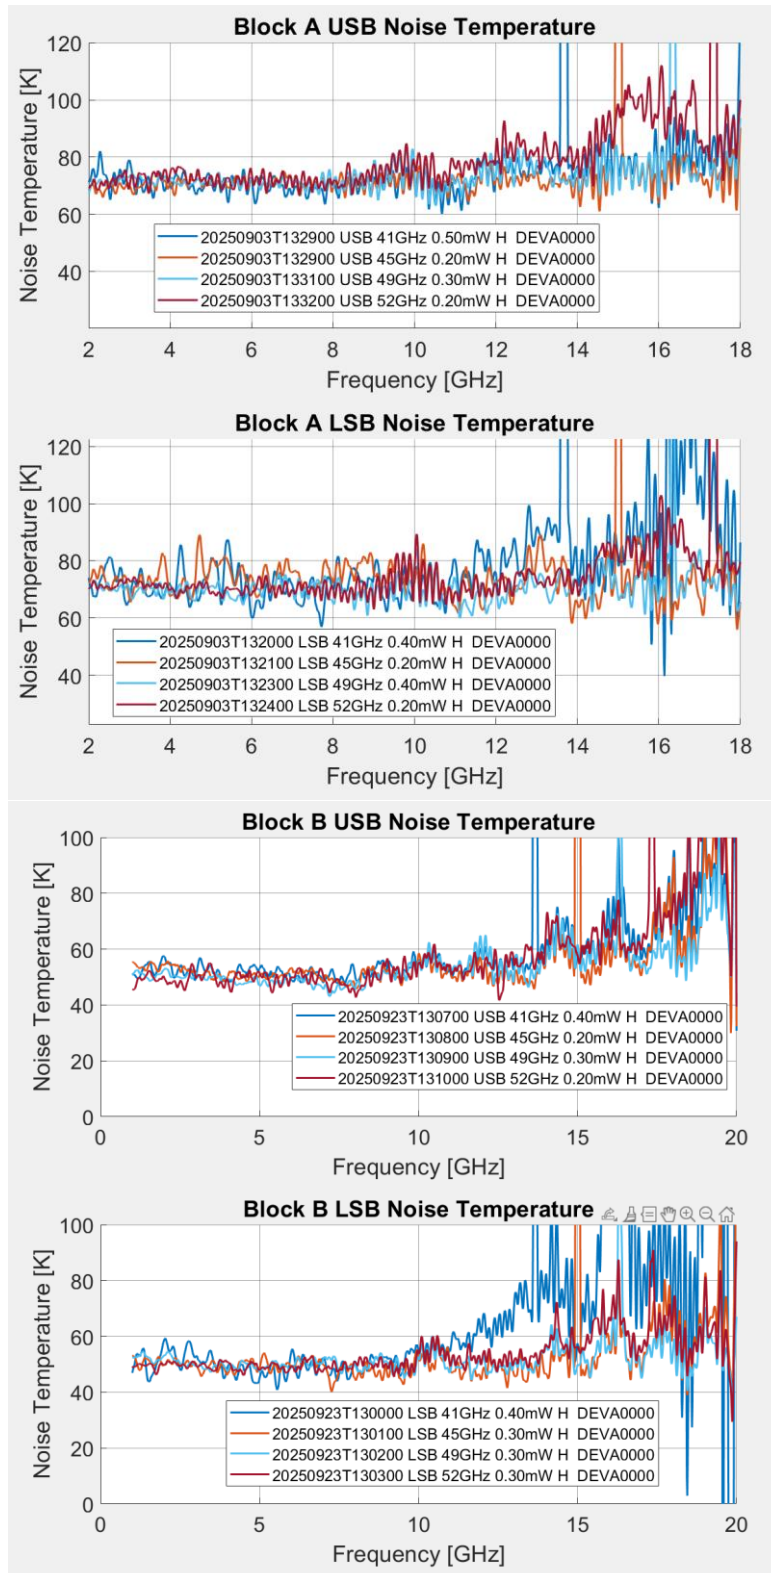 Block A USB Noise Temperature
120
100
80
60
40
Noise Temperature [K]
20250903T132900 USB 41GHz 0.50mW H  DEVA0000
20250903T132900 USB 45GHz 0.20mW H  DEVA0000
20250903T133100 USB 49GHz 0.30mW H  DEVA0000
20250903T133200 USB 52GHz 0.20mW H  DEVA0000
2 4 6 8 10 12 14 16 18
Frequency [GHz]
Block A LSB Noise Temperature
120
100
80
60
40
Noise Temperature [K]
20250903T132000 LSB 41GHz 0.40mW H  DEVA0000
20250903T132100 LSB 45GHz 0.20mW H  DEVA0000
20250903T132300 LSB 49GHz 0.40mW H  DEVA0000
20250903T132400 LSB 52GHz 0.20mW H  DEVA0000
2 4 6 8 10 12 14 16 18
Frequency [GHz]
Block B USB Noise Temperature
100
80
60
40
20
0
Noise Temperature [K]
20250923T130700 USB 41GHz 0.40mW H  DEVA0000
20250923T130800 USB 45GHz 0.20mW H  DEVA0000
20250923T130900 USB 49GHz 0.30mW H  DEVA0000
20250923T131000 USB 52GHz 0.20mW H  DEVA0000
0 5 10 15 20
Frequency [GHz]
Block B LSB Noise Temperature
100
80
60
40
20
0
Noise Temperature [K]
20250923T130000 LSB 41GHz 0.40mW H  DEVA0000
20250923T130100 LSB 45GHz 0.30mW H  DEVA0000
20250923T130200 LSB 49GHz 0.30mW H  DEVA0000
20250923T130300 LSB 52GHz 0.30mW H  DEVA0000
0 5 10 15 20
Frequency [GHz]